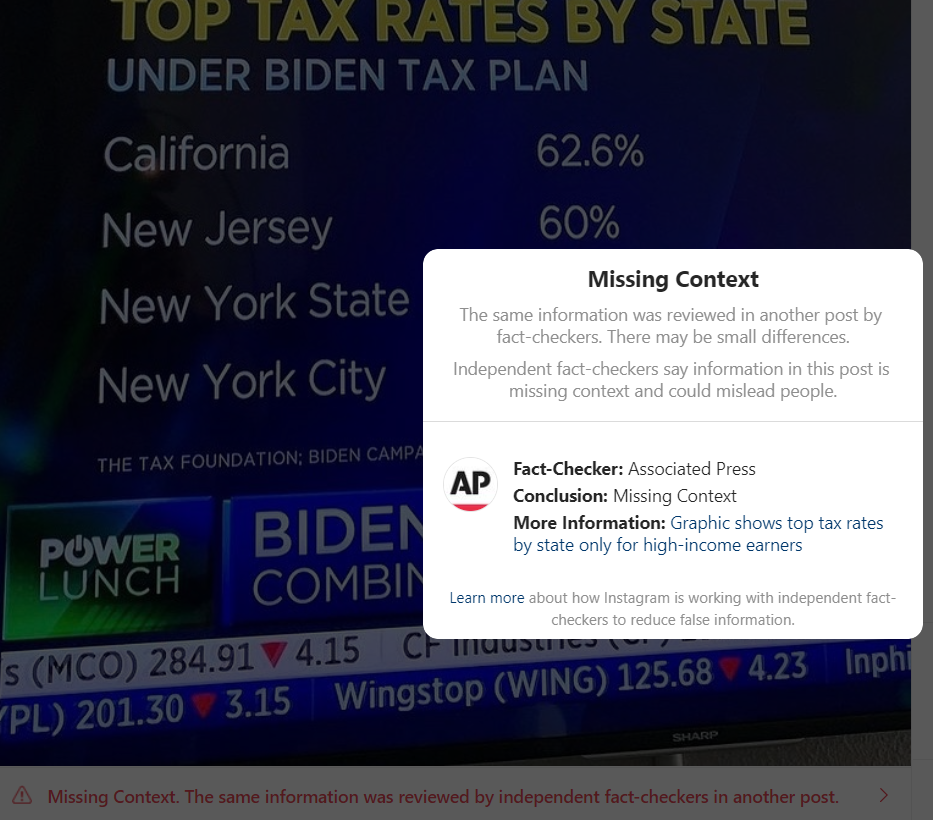 TOP TAX RATES BY STATE
UNDER BIDEN TAX PLAN
California 62.6%
New Jersey 60%
New York State
New York City
THE TAX FOUNDATION; BIDEN CAMPA
Missing Context
The same information was reviewed in another post by
fact-checkers. There may be small differences.
Independent fact-checkers say information in this post is
missing context and could mislead people.
AP
Fact-Checker: Associated Press
Conclusion: Missing Context
More Information: Graphic shows top tax rates
by state only for high-income earners
Learn more about how Instagram is working with independent fact-
checkers to reduce false information.
POWER
LUNCH
BIDEN
COMBIN
s (MCO) 284.91 ▼ 4.15 CF Industries (CF)
YPL) 201.30 ▼ 3.15 Wingstop (WING) 125.68 ▼ 4.23 Inphi
SHARP
Missing Context. The same information was reviewed by independent fact-checkers in another post.